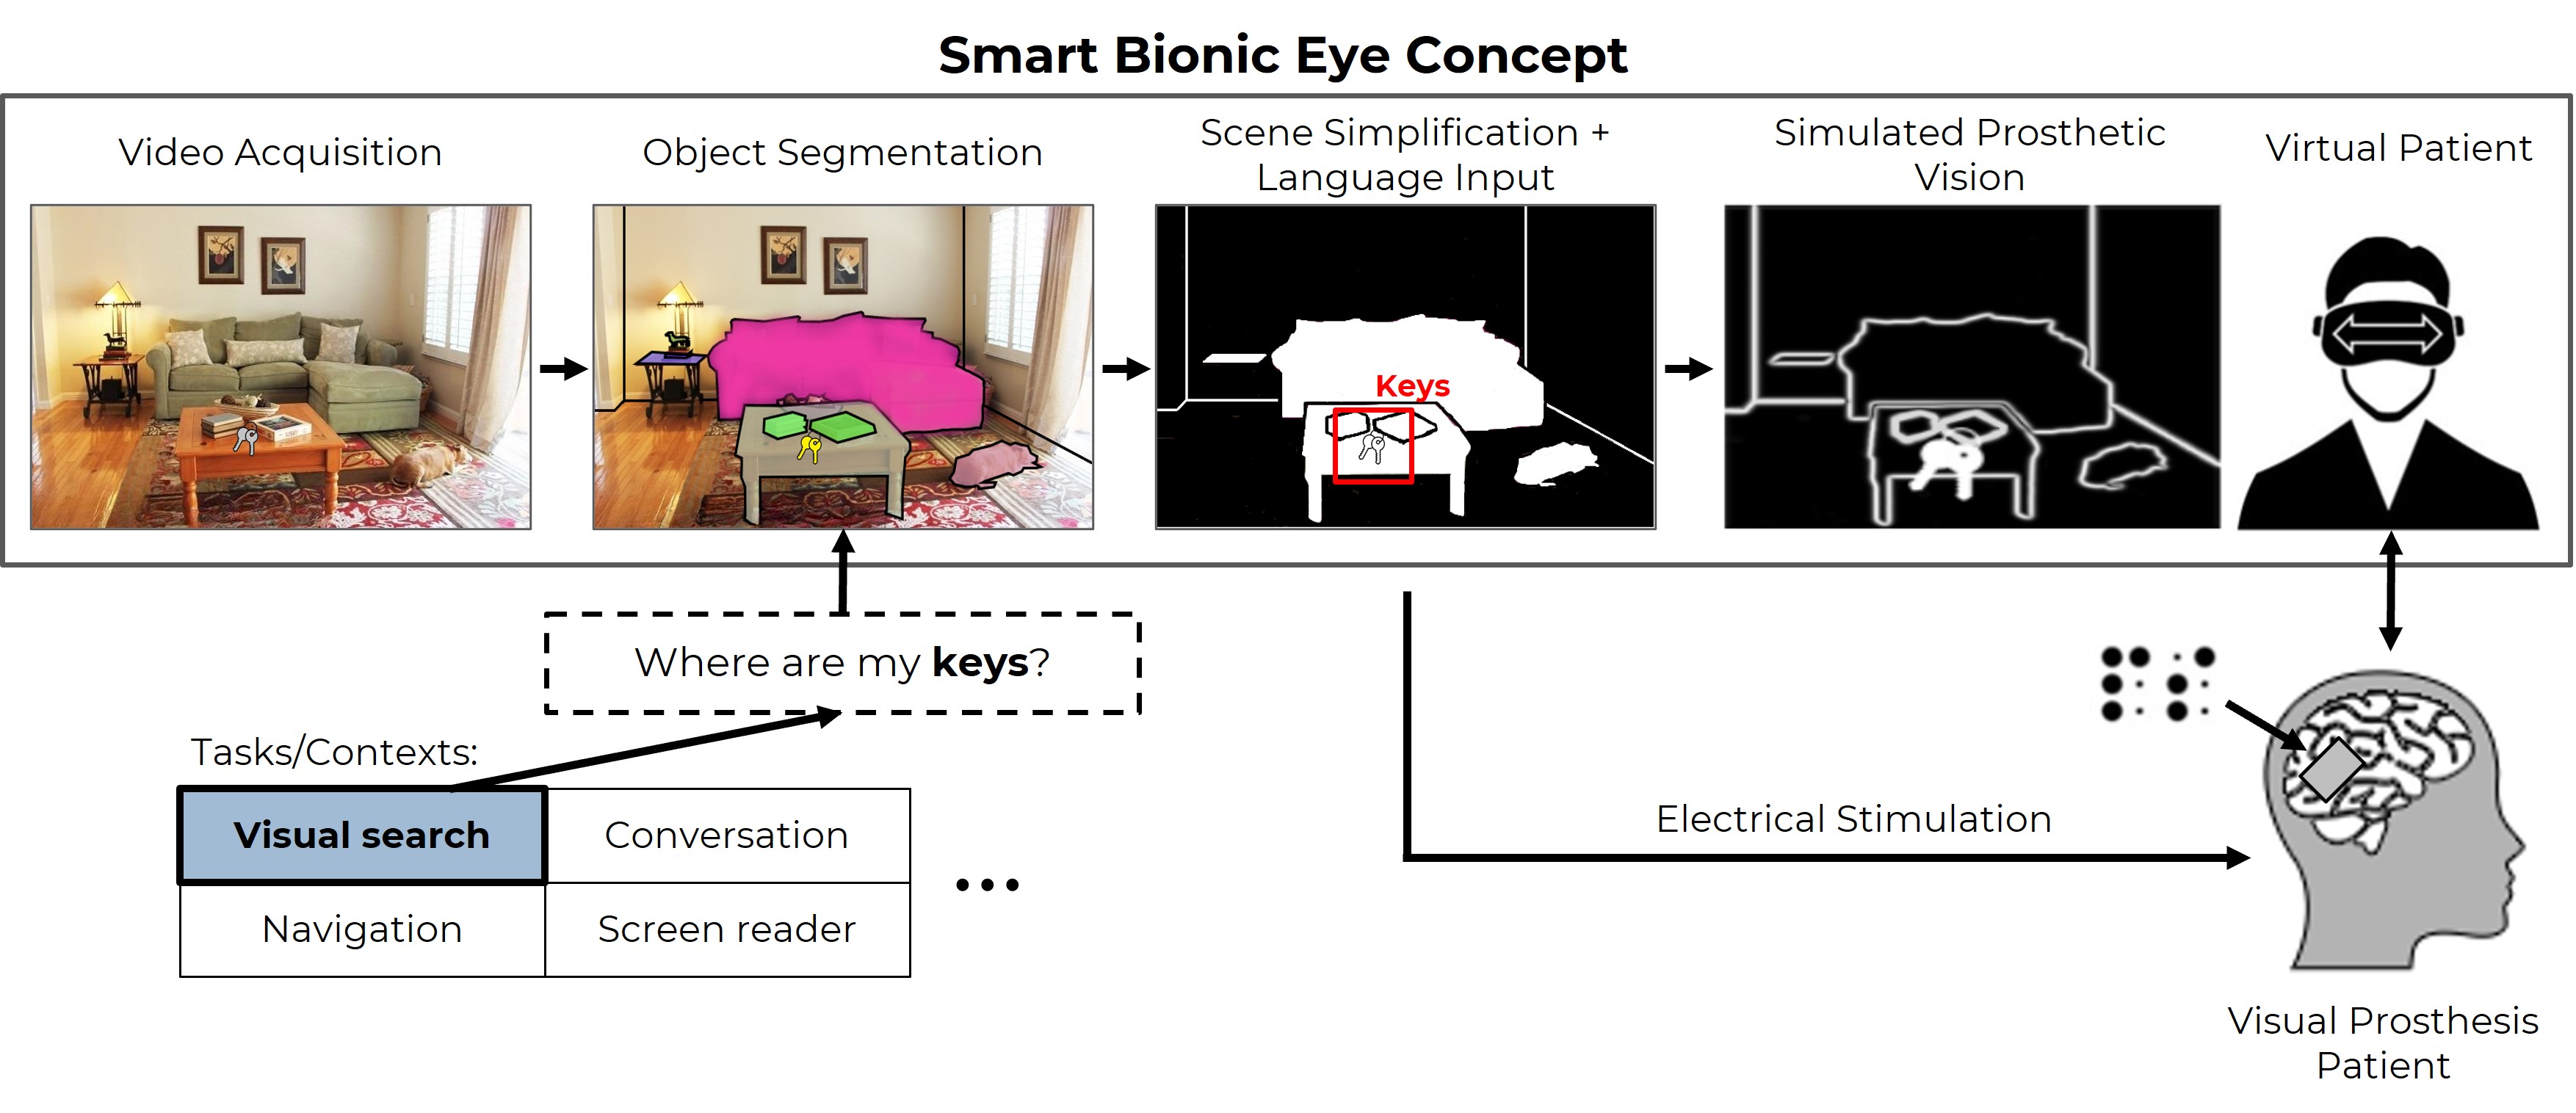 Smart Bionic Eye Concept
Video Acquisition
Object Segmentation
Scene Simplification +
Language Input
Simulated Prosthetic
Vision
Virtual Patient
Keys
Where are my keys?
Tasks/Contexts:
Visual search
Conversation
Navigation
Screen reader
...
Electrical Stimulation
Visual Prosthesis
Patient